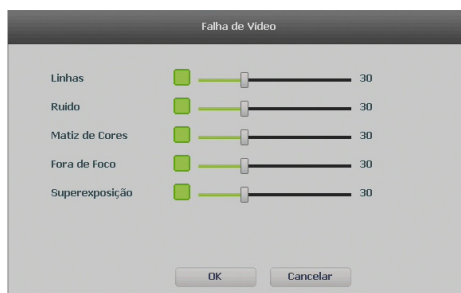 Falha de Vídeo
Linhas 30
Ruído 30
Matiz de Cores 30
Fora de Foco 30
Superexposição 30
OK Cancelar